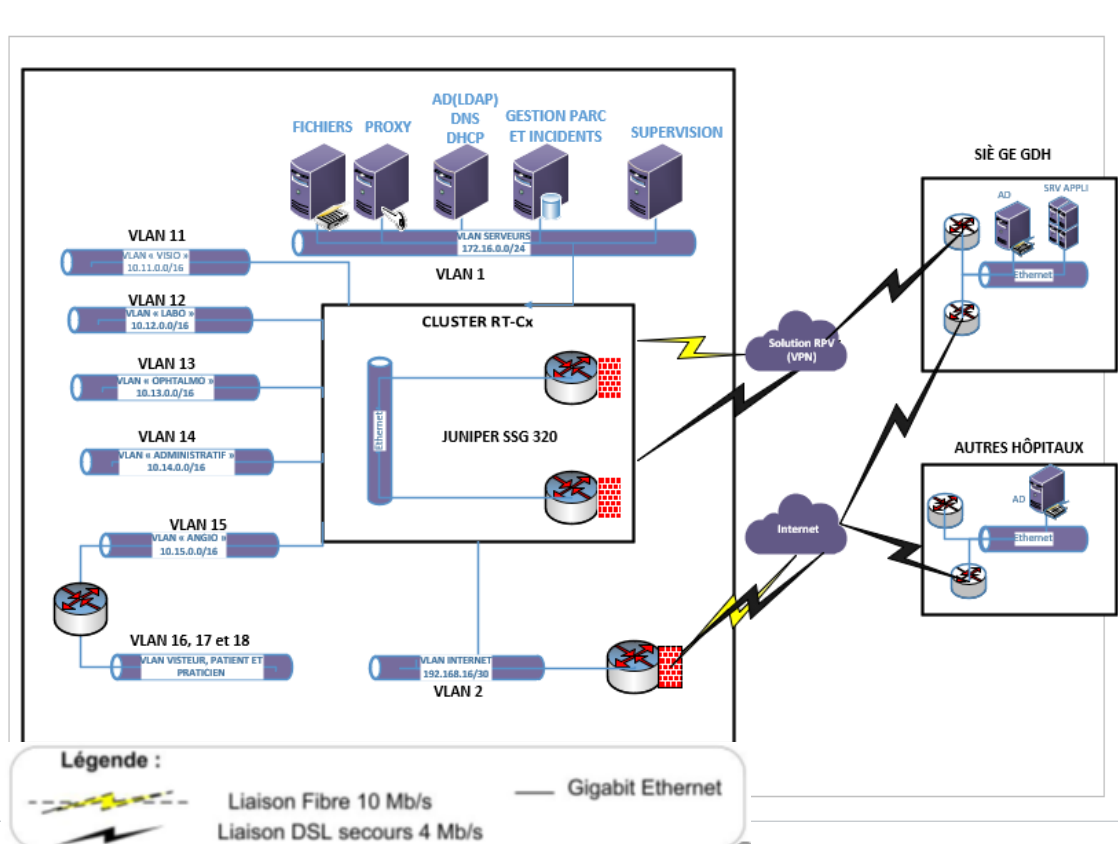 FICHIERS
PROXY
AD(LDAP)
DNS
DHCP
GESTION PARC
ET INCIDENTS
SUPERVISION
VLAN SERVEURS
172.16.0.0/24
VLAN 1
VLAN 11
VLAN « VISIO »
10.11.0.0/16
VLAN 12
VLAN « LABO »
10.12.0.0/16
VLAN 13
VLAN « OPHTALMO »
10.13.0.0/16
VLAN 14
VLAN « ADMINISTRATIF »
10.14.0.0/16
VLAN 15
VLAN « ANGIO »
10.15.0.0/16
VLAN 16, 17 et 18
VLAN VISTEUR, PATIENT ET
PRATICIEN
CLUSTER RT-Cx
Ethernet
JUNIPER SSG 320
VLAN INTERNET
192.168.16/30
VLAN 2
Solution RPV
(VPN)
Internet
SIÈ GE GDH
AD
SRV APPLI
Ethernet
AUTRES HÔPITAUX
AD
Ethernet
Légende :
Liaison Fibre 10 Mb/s
Gigabit Ethernet
Liaison DSL secours 4 Mb/s